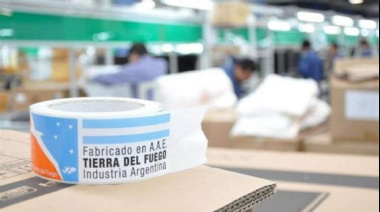 Fabricado en A.A.E.
TIERRA DEL FUEGO
Industria Argentina